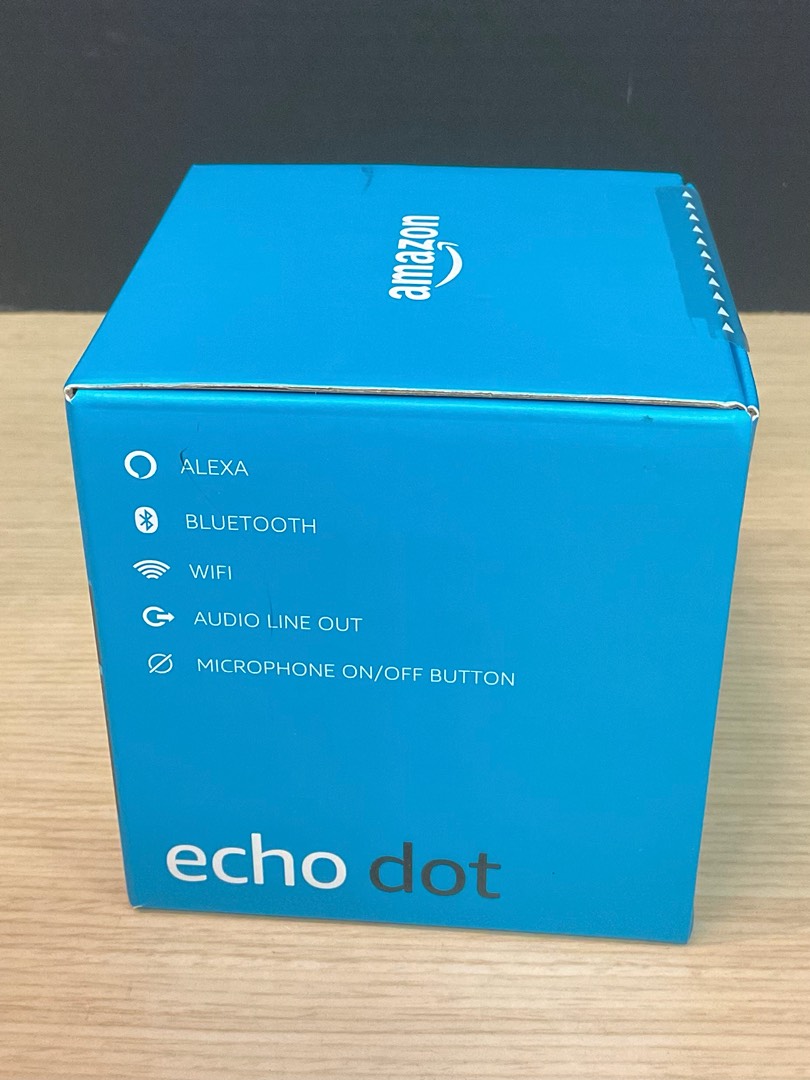 amazon
ALEXA
BLUETOOTH
WIFI
AUDIO LINE OUT
MICROPHONE ON/OFF BUTTON
echo dot